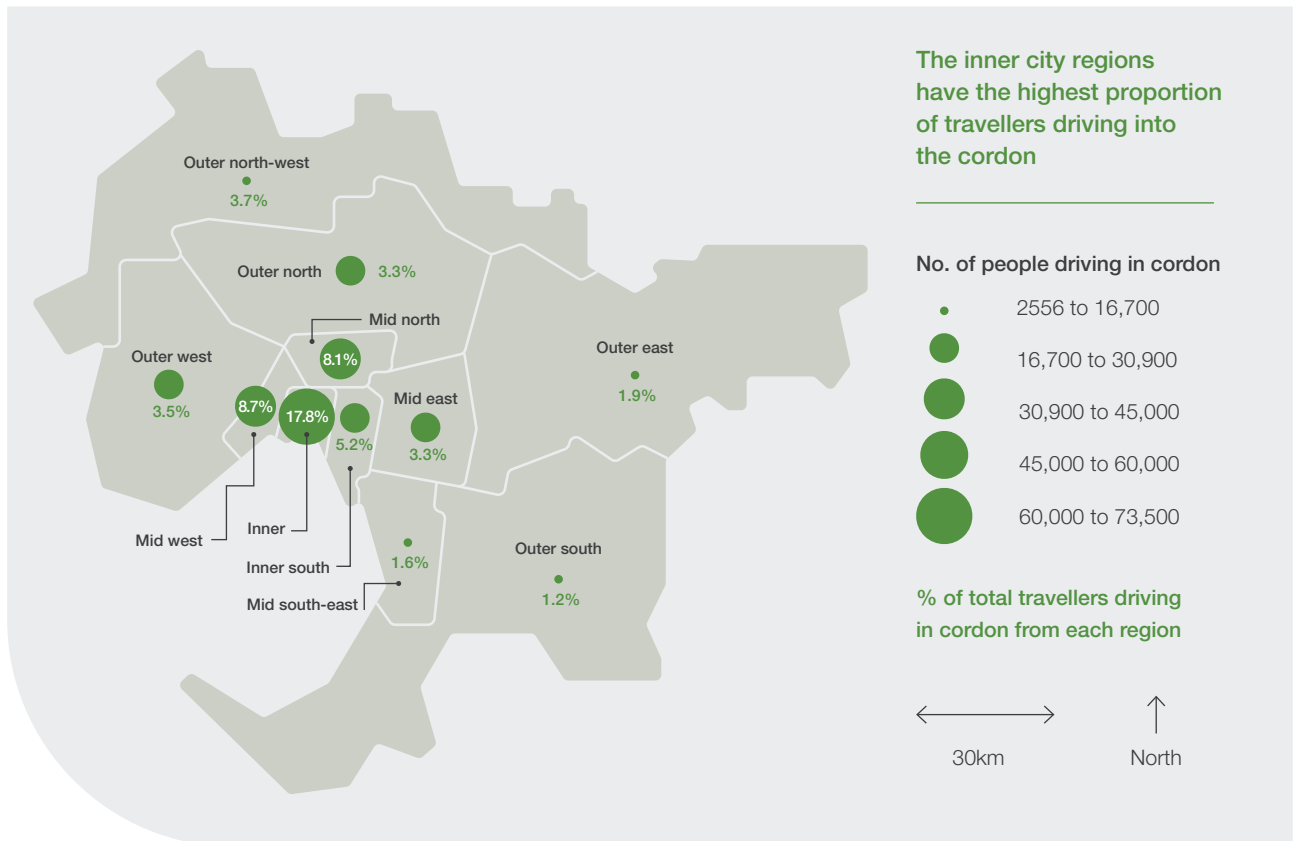 The inner city regions
have the highest proportion
of travellers driving into
the cordon
No. of people driving in cordon
2556 to 16,700
16,700 to 30,900
30,900 to 45,000
45,000 to 60,000
60,000 to 73,500
% of total travellers driving
in cordon from each region
30km
North
Outer north-west
3.7%
Outer north
3.3%
Mid north
8.1%
Outer west
3.5%
8.7%
17.8%
5.2%
Mid east
3.3%
Outer east
1.9%
Mid west
Inner
Inner south
Mid south-east
1.6%
Outer south
1.2%